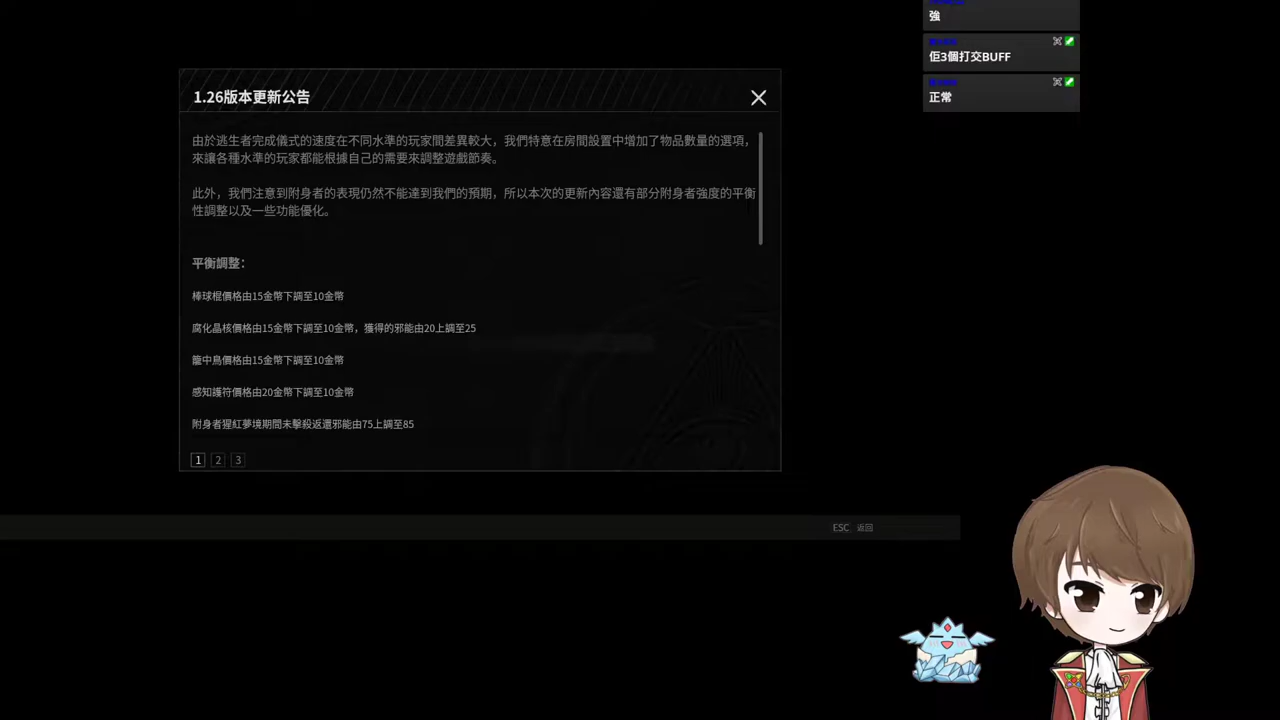 強
佢3個打交BUFF
正常
1.26版本更新公告
由於逃生者完成儀式的速度在不同水準的玩家間差異較大，我們特意在房間設置中增加了物品數量的選項，
來讓各種水準的玩家都能根據自己的需要來調整遊戲節奏。
此外，我們注意到附身者的表現仍然不能達到我們的預期，所以本次的更新內容還有部分附身者強度的平衡
性調整以及一些功能優化。
平衡調整：
棒球棍價格由15金幣下調至10金幣
腐化晶核價格由15金幣下調至10金幣，獲得的邪能由20上調至25
籠中鳥價格由15金幣下調至10金幣
感知護符價格由20金幣下調至10金幣
附身者猩紅夢境期間未擊殺返還邪能由75上調至85
1 2 3
ESC 返回